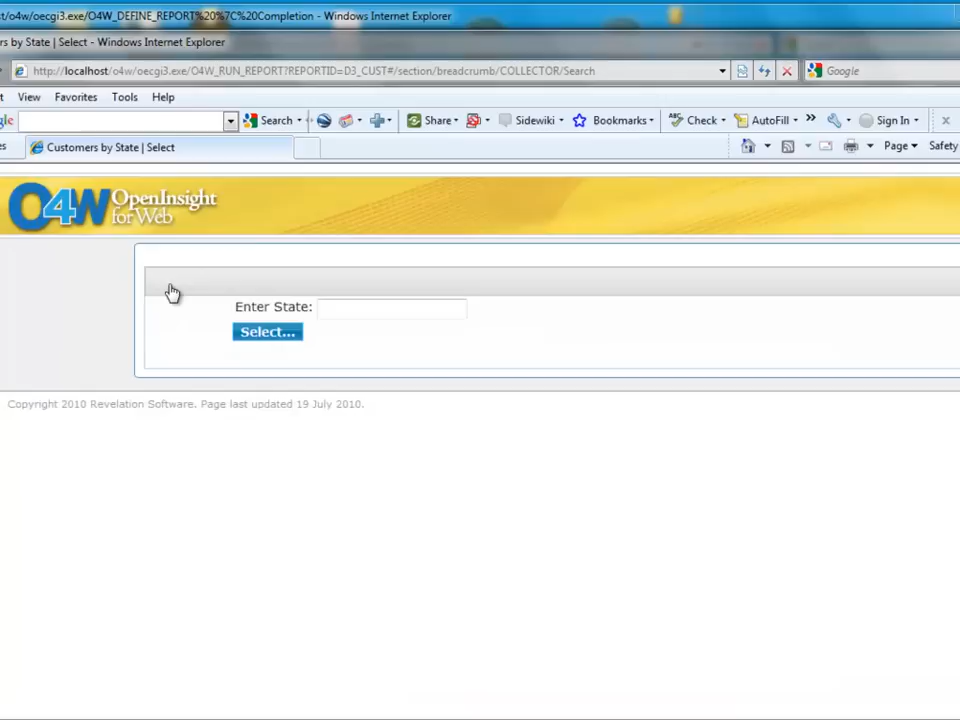 st/o4w/oecgi3.exe/O4W_DEFINE_REPORT%20%7C%20Completion - Windows Internet Explorer
ers by State | Select - Windows Internet Explorer
http://localhost/o4w/oecgi3.exe/O4W_RUN_REPORT?REPORTID=D3_CUST#/section/breadcrumb/COLLECTOR/Search
Google
View Favorites Tools Help
gle Search Share Sidewiki Bookmarks Check AutoFill Sign In
es Customers by State | Select Page Safety
O4W OpenInsight
for Web
Enter State:
Select...
Copyright 2010 Revelation Software. Page last updated 19 July 2010.